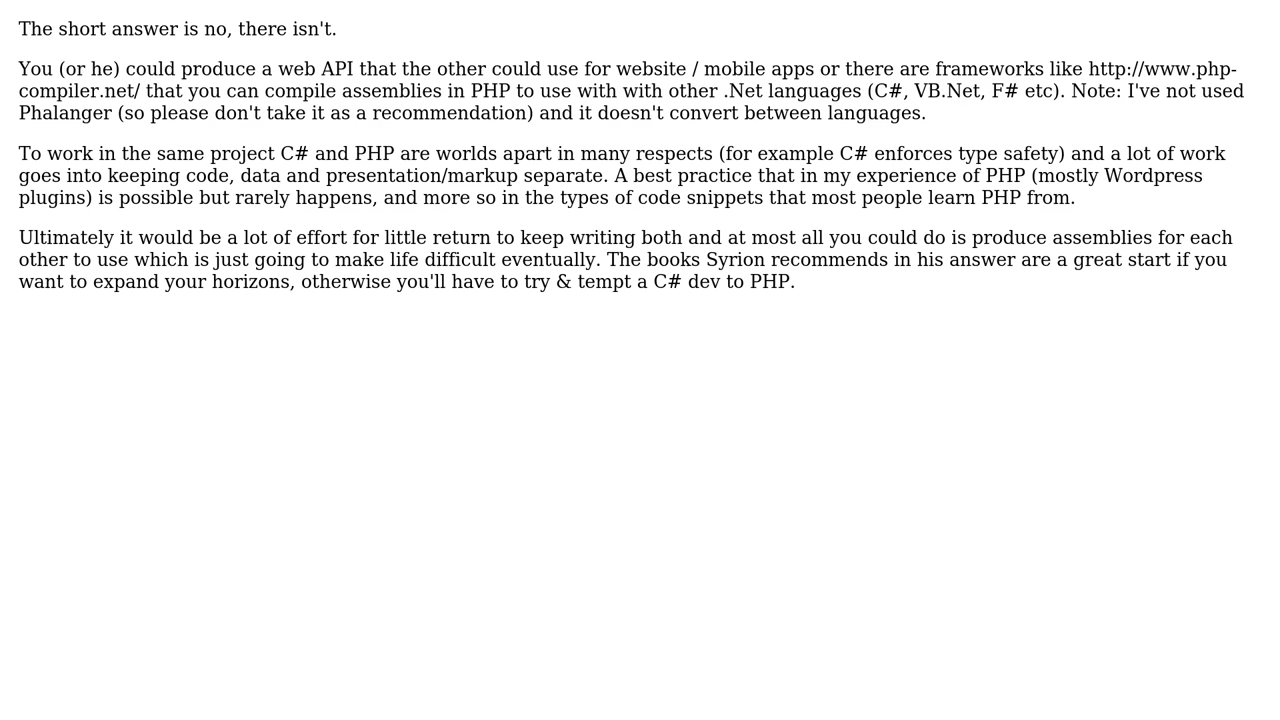 The short answer is no, there isn't.
You (or he) could produce a web API that the other could use for website / mobile apps or there are frameworks like http://www.php-
compiler.net/ that you can compile assemblies in PHP to use with with other .Net languages (C#, VB.Net, F# etc). Note: I've not used
Phalanger (so please don't take it as a recommendation) and it doesn't convert between languages.
To work in the same project C# and PHP are worlds apart in many respects (for example C# enforces type safety) and a lot of work
goes into keeping code, data and presentation/markup separate. A best practice that in my experience of PHP (mostly Wordpress
plugins) is possible but rarely happens, and more so in the types of code snippets that most people learn PHP from.
Ultimately it would be a lot of effort for little return to keep writing both and at most all you could do is produce assemblies for each
other to use which is just going to make life difficult eventually. The books Syrion recommends in his answer are a great start if you
want to expand your horizons, otherwise you'll have to try & tempt a C# dev to PHP.